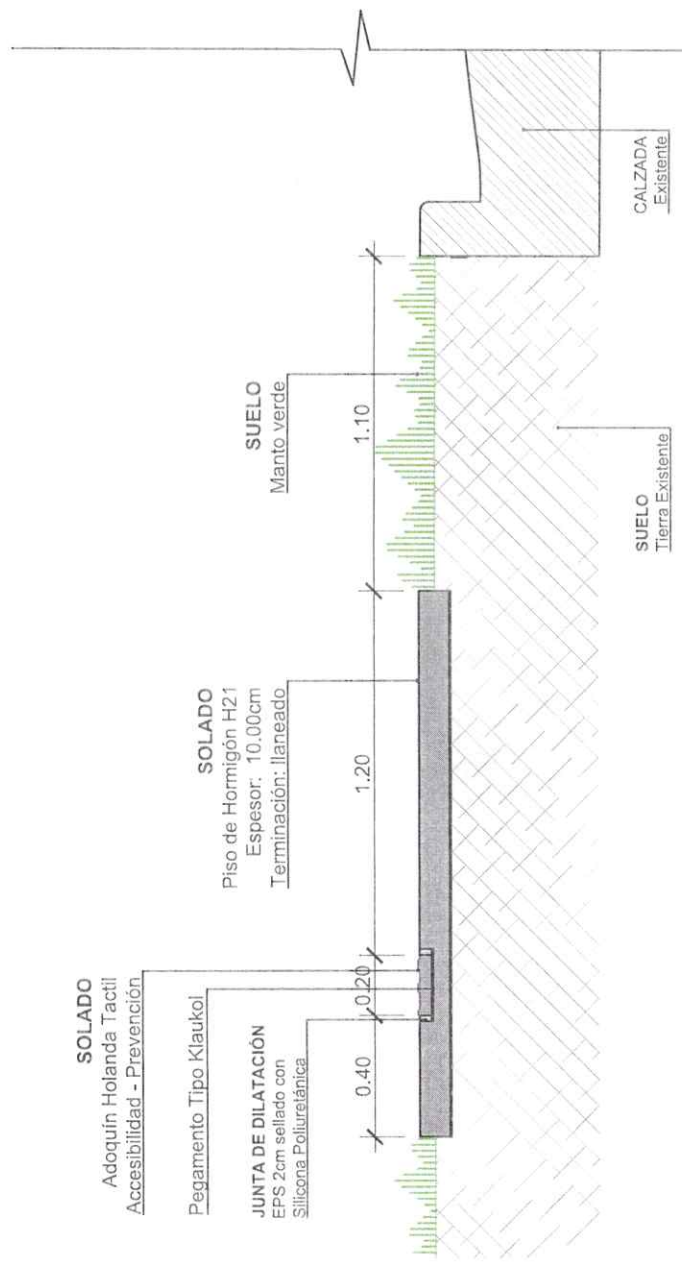 SOLADO
Adoquín Holanda Tactil
Accesibilidad - Prevención
Pegamento Tipo Klaukol
JUNTA DE DILATACIÓN
EPS 2cm sellado con
Silicona Poliuretánica
0.40
0.20
SOLADO
Piso de Hormigón H21
Espesor: 10.00cm
Terminación: llaneado
1.20
SUELO
Manto verde
1.10
SUELO
Tierra Existente
CALZADA
Existente